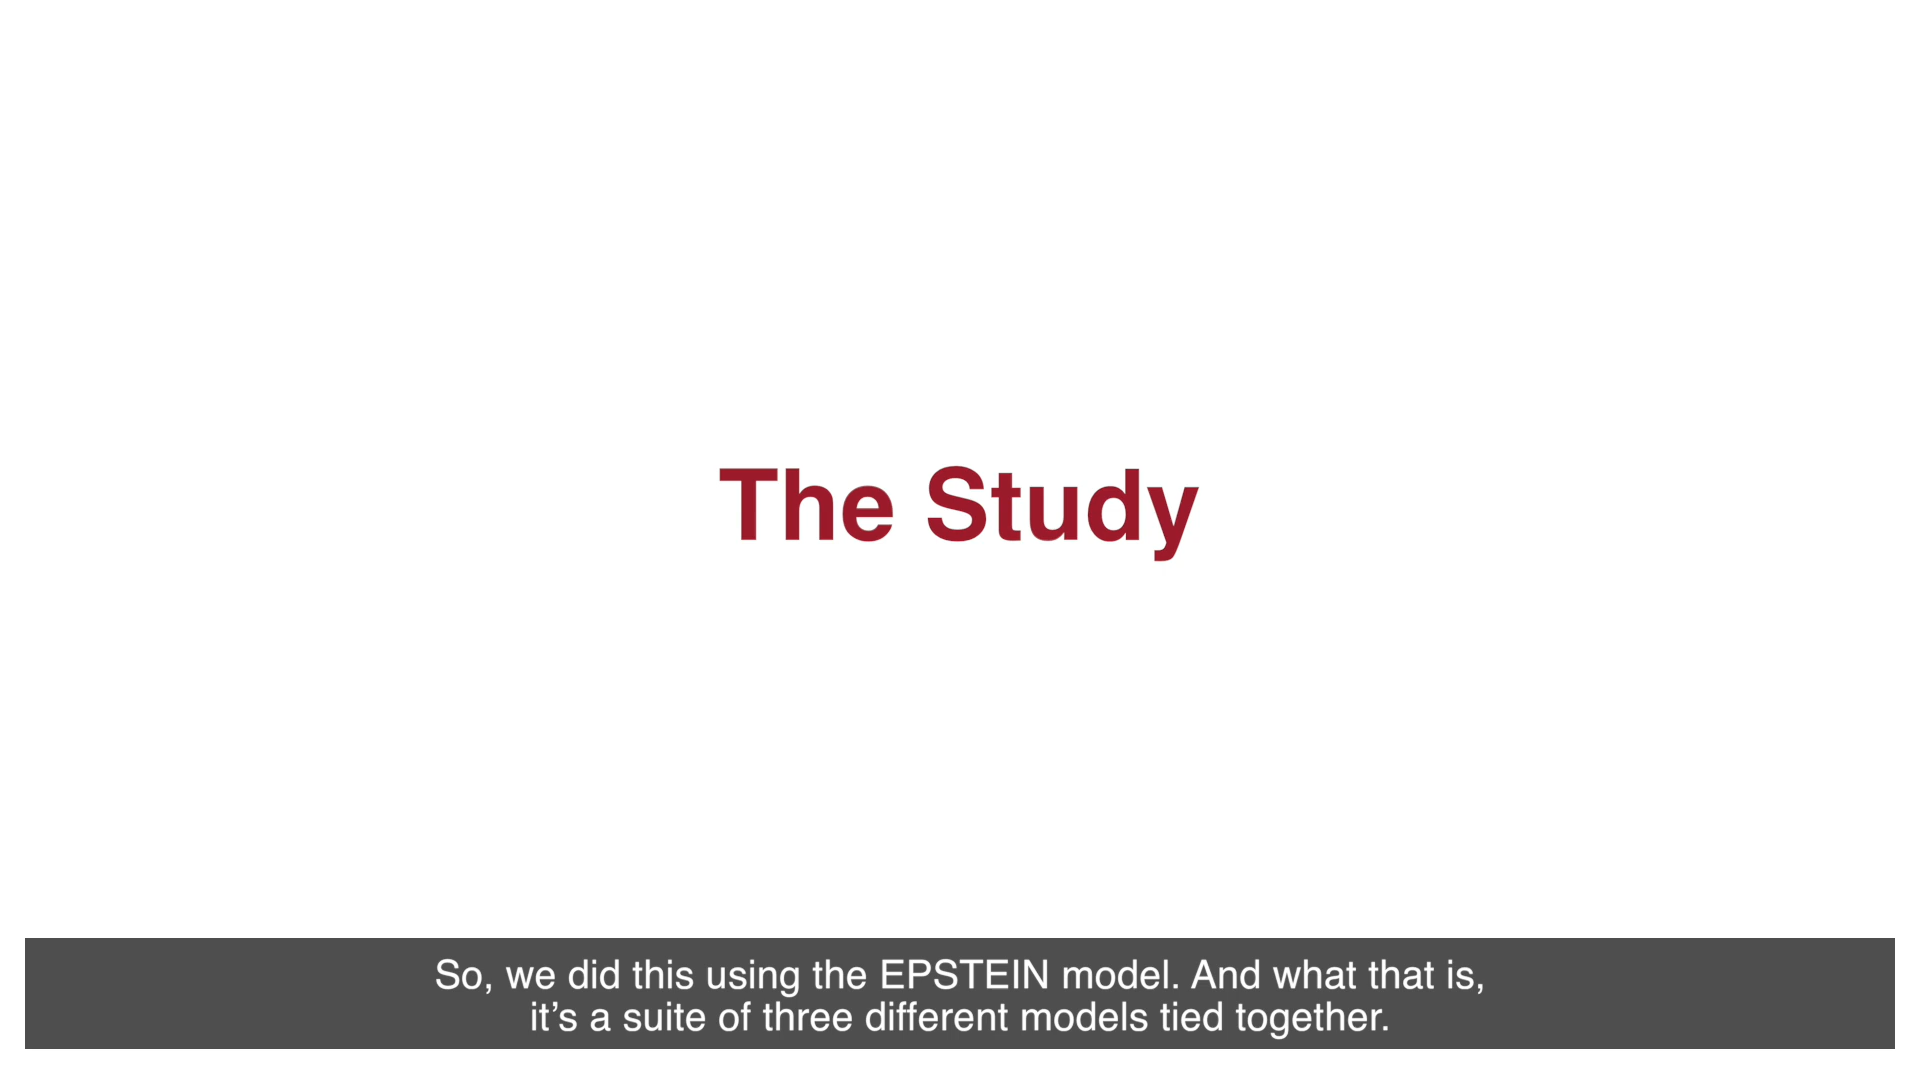 The Study
So, we did this using the EPSTEIN model. And what that is,
it’s a suite of three different models tied together.